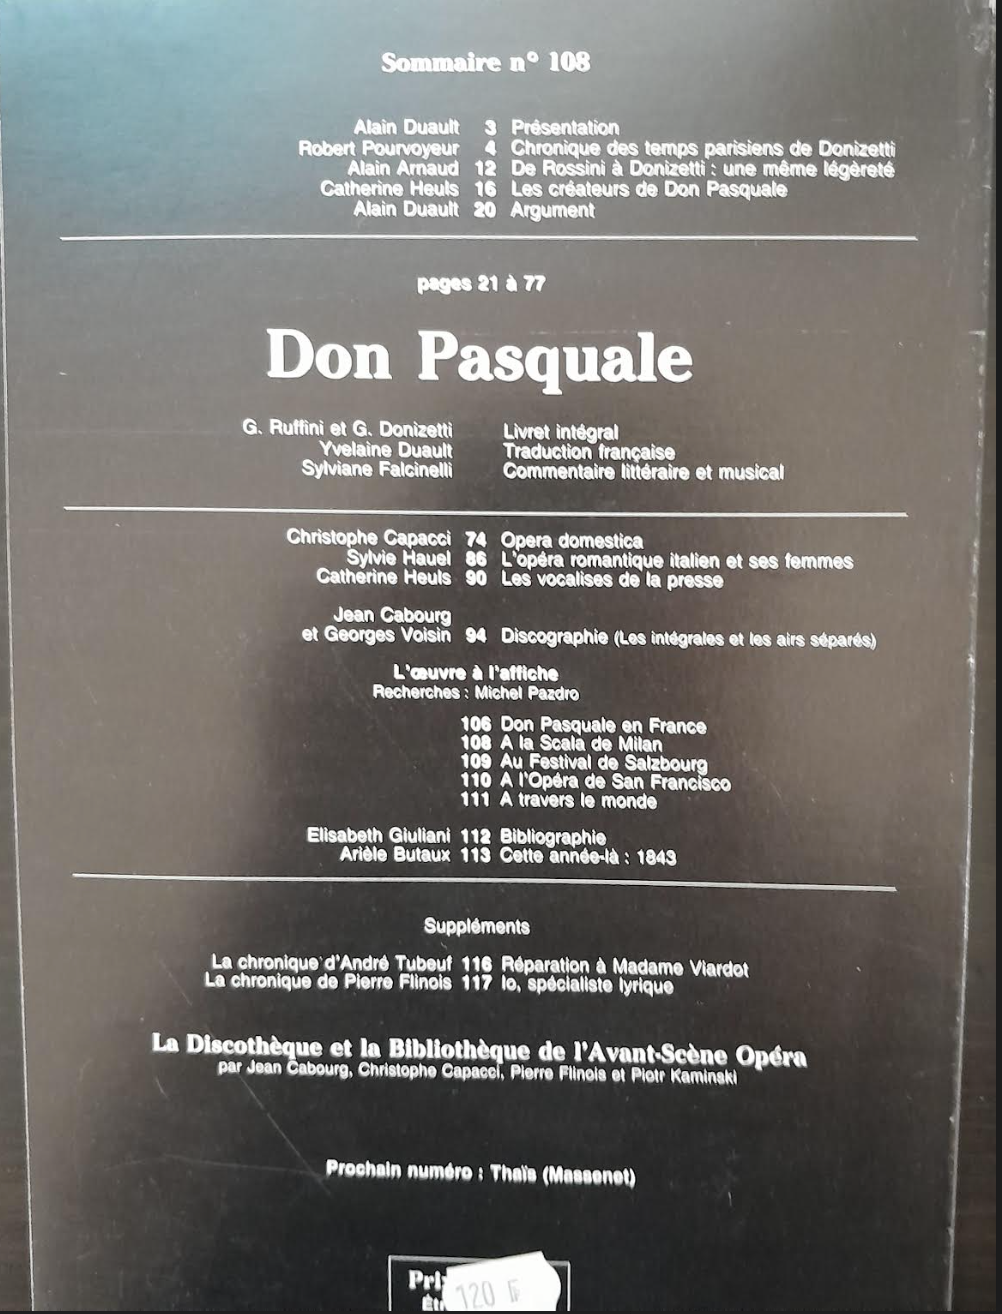 Sommaire n° 108
Alain Duault 3 Présentation
Robert Pourvoyeur 4 Chronique des temps parisiens de Donizetti
Alain Arnaud 12 De Rossini à Donizetti : une même légèreté
Catherine Heuls 16 Les créateurs de Don Pasquale
Alain Duault 20 Argument
pages 21 à 77
Don Pasquale
G. Ruffini et G. Donizetti Livret intégral
Yvelaine Duault Traduction française
Sylviane Falcinelli Commentaire littéraire et musical
Christophe Capacci 74 Opera domestica
Sylvie Hauel 86 L'opéra romantique italien et ses femmes
Catherine Heuls 90 Les vocalises de la presse
Jean Cabourg
et Georges Voisin 94 Discographie (Les intégrales et les airs séparés)
L'œuvre à l'affiche
Recherches : Michel Pazdro
106 Don Pasquale en France
108 A la Scala de Milan
109 Au Festival de Salzbourg
110 A l'Opéra de San Francisco
111 A travers le monde
Elisabeth Giuliani 112 Bibliographie
Arièle Butaux 113 Cette année-là : 1843
Suppléments
La chronique d'André Tubeuf 116 Réparation à Madame Viardot
La chronique de Pierre Flinois 117 Io, spécialiste lyrique
La Discothèque et la Bibliothèque de l'Avant-Scène Opéra
par Jean Cabourg, Christophe Capacci, Pierre Flinois et Piotr Kaminski
Prochain numéro : Thaïs (Massenet)
120 F